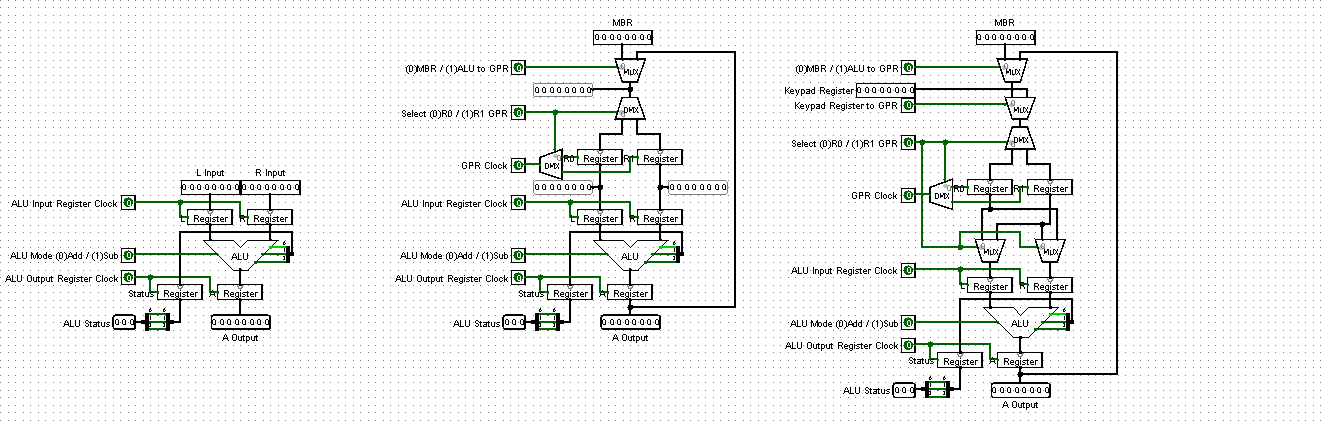 L Input R Input
00000000 00000000
ALU Input Register Clock 0
L Register R Register
ALU Mode (0)Add / (1)Sub 0 ALU
ALU Output Register Clock 0
Status Register A Register
ALU Status 000 00000000
A Output
MBR
00000000
(0)MBR / (1)ALU to GPR 0 MUX
00000000
Select (0)R0 / (1)R1 GPR 0 DMX
GPR Clock 0 DMX R0 Register R1 Register
00000000 00000000
ALU Input Register Clock 0
L Register R Register
ALU Mode (0)Add / (1)Sub 0 ALU
ALU Output Register Clock 0
Status Register A Register
ALU Status 000 00000000
A Output
MBR
00000000
(0)MBR / (1)ALU to GPR 0 MUX
Keypad Register 00000000
Keypad Register to GPR 0 MUX
Select (0)R0 / (1)R1 GPR 0 DMX
GPR Clock 0 DMX R0 Register R1 Register
MUX MUX
ALU Input Register Clock 0
L Register R Register
ALU Mode (0)Add / (1)Sub 0 ALU
ALU Output Register Clock 0
Status Register A Register
ALU Status 000 00000000
A Output